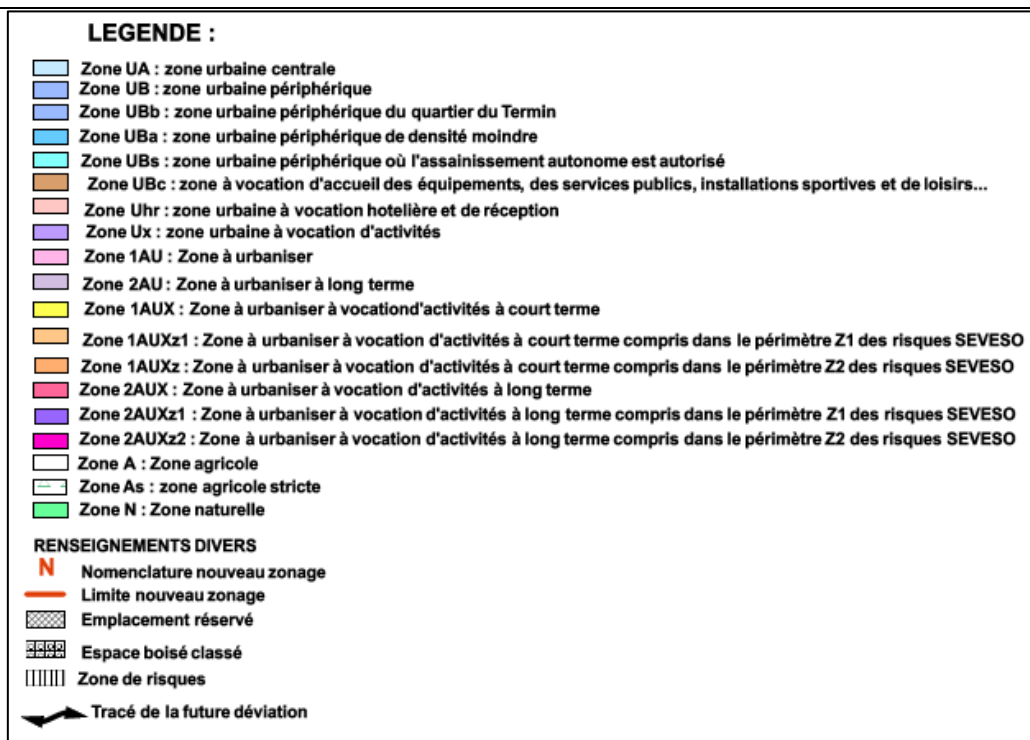 LEGENDE :
Zone UA : zone urbaine centrale
Zone UB : zone urbaine périphérique
Zone UBb : zone urbaine périphérique du quartier du Termin
Zone UBa : zone urbaine périphérique de densité moindre
Zone UBs : zone urbaine périphérique où l'assainissement autonome est autorisé
Zone UBc : zone à vocation d'accueil des équipements, des services publics, installations sportives et de loisirs...
Zone Uhr : zone urbaine à vocation hotelière et de réception
Zone Ux : zone urbaine à vocation d'activités
Zone 1AU : Zone à urbaniser
Zone 2AU : Zone à urbaniser à long terme
Zone 1AUX : Zone à urbaniser à vocationd'activités à court terme
Zone 1AUXz1 : Zone à urbaniser à vocation d'activités à court terme compris dans le périmètre Z1 des risques SEVESO
Zone 1AUXz : Zone à urbaniser à vocation d'activités à court terme compris dans le périmètre Z2 des risques SEVESO
Zone 2AUX : Zone à urbaniser à vocation d'activités à long terme
Zone 2AUXz1 : Zone à urbaniser à vocation d'activités à long terme compris dans le périmètre Z1 des risques SEVESO
Zone 2AUXz2 : Zone à urbaniser à vocation d'activités à long terme compris dans le périmètre Z2 des risques SEVESO
Zone A : Zone agricole
Zone As : zone agricole stricte
Zone N : Zone naturelle
RENSEIGNEMENTS DIVERS
N Nomenclature nouveau zonage
Limite nouveau zonage
Emplacement réservé
Espace boisé classé
Zone de risques
Tracé de la future déviation